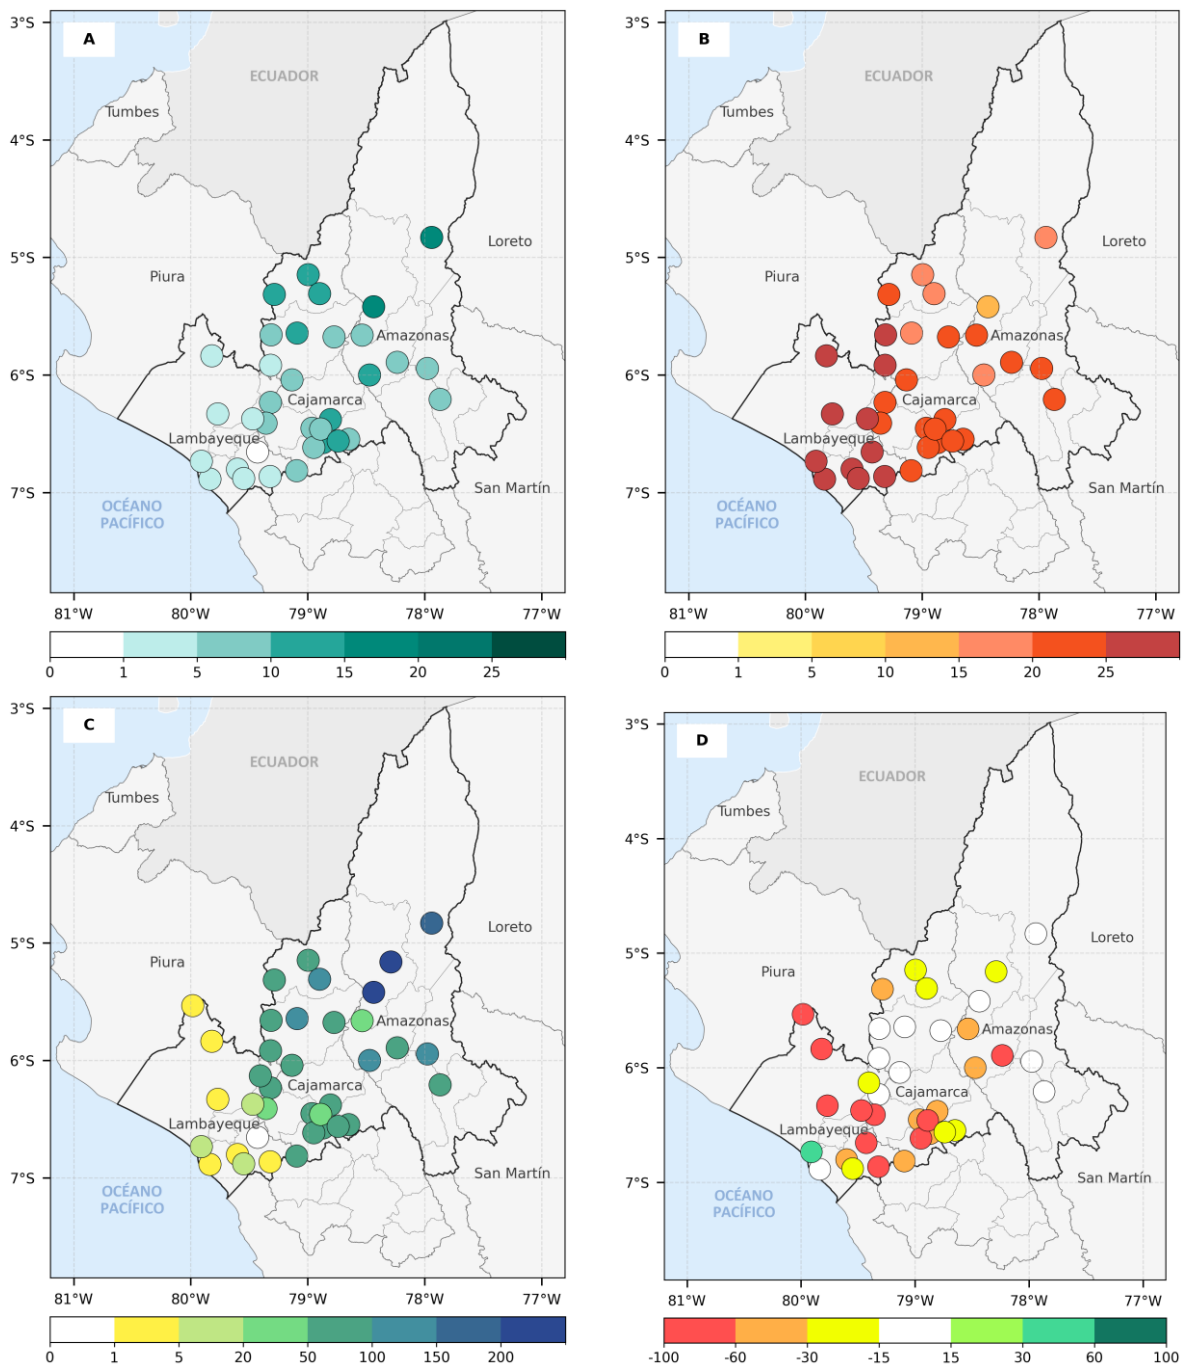 A
3°S
4°S
5°S
6°S
7°S
ECUADOR
Tumbes
Loreto
Piura
Amazonas
Cajamarca
Lambayeque
San Martín
OCÉANO
PACÍFICO
81°W 80°W 79°W 78°W 77°W
0 1 5 10 15 20 25
B
3°S
4°S
5°S
6°S
7°S
ECUADOR
Tumbes
Loreto
Piura
Amazonas
Cajamarca
Lambayeque
San Martín
OCÉANO
PACÍFICO
81°W 80°W 79°W 78°W 77°W
0 1 5 10 15 20 25
C
3°S
4°S
5°S
6°S
7°S
ECUADOR
Tumbes
Loreto
Piura
Amazonas
Cajamarca
Lambayeque
San Martín
OCÉANO
PACÍFICO
81°W 80°W 79°W 78°W 77°W
0 1 5 20 50 100 150 200
D
3°S
4°S
5°S
6°S
7°S
ECUADOR
Tumbes
Loreto
Piura
Amazonas
Cajamarca
Lambayeque
San Martín
OCÉANO
PACÍFICO
81°W 80°W 79°W 78°W 77°W
-100 -60 -30 -15 15 30 60 100